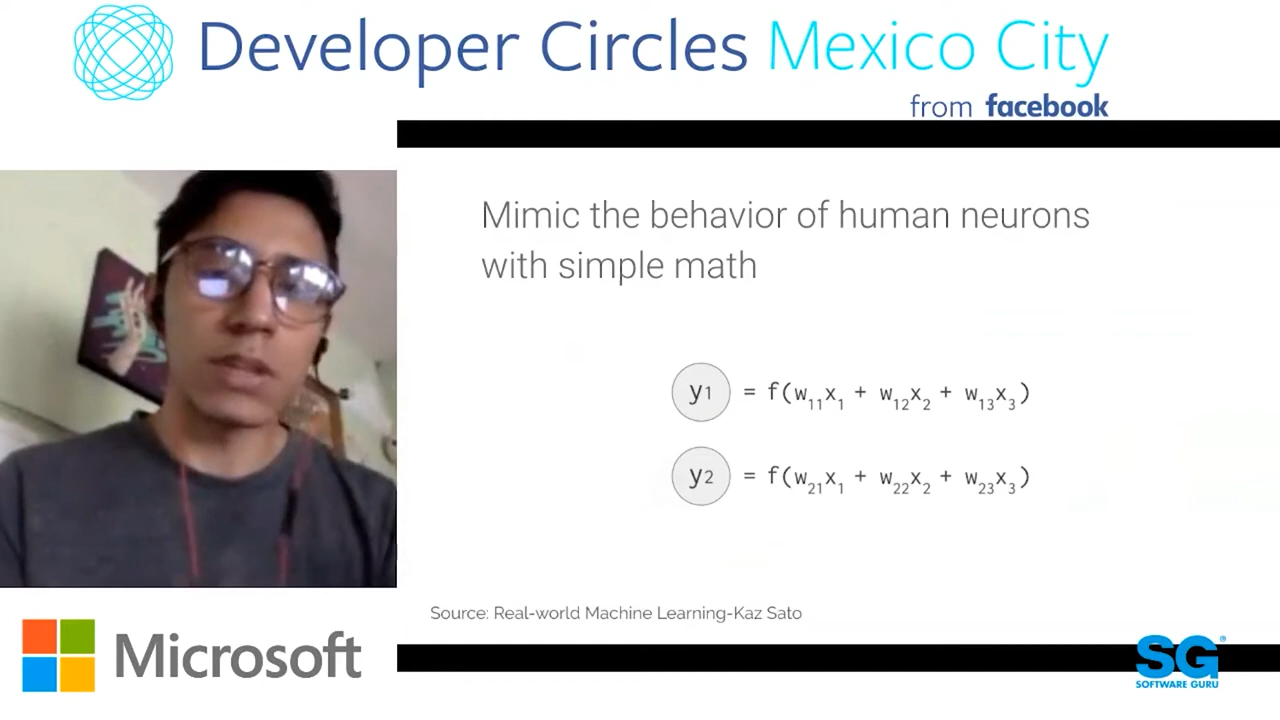 Developer Circles Mexico City
from facebook
Mimic the behavior of human neurons
with simple math
y1 = f(w₁₁x₁ + w₁₂x₂ + w₁₃x₃)
y2 = f(w₂₁x₁ + w₂₂x₂ + w₂₃x₃)
Source: Real-world Machine Learning-Kaz Sato
Microsoft
SG®
SOFTWARE GURU